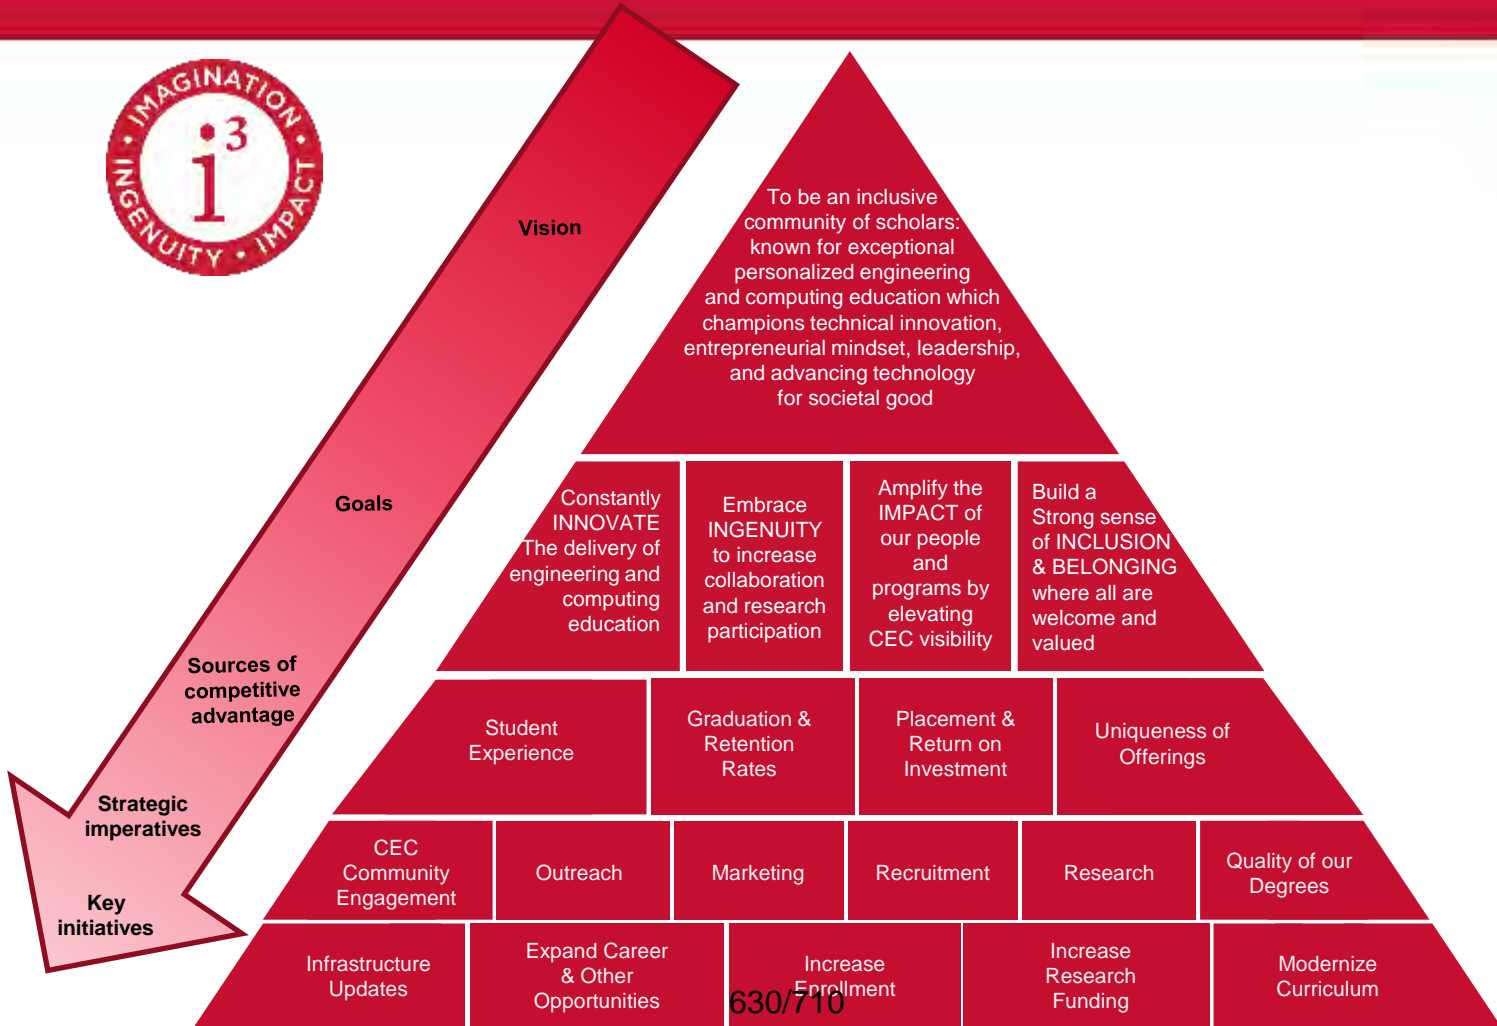 IMAGINATION • IMPACT • INGENUITY •
i3
Vision
To be an inclusive
community of scholars:
known for exceptional
personalized engineering
and computing education which
champions technical innovation,
entrepreneurial mindset, leadership,
and advancing technology
for societal good
Goals
Constantly
INNOVATE
The delivery of
engineering and
computing
education
Embrace
INGENUITY
to increase
collaboration
and research
participation
Amplify the
IMPACT of
our people
and
programs by
elevating
CEC visibility
Build a
Strong sense
of INCLUSION
& BELONGING
where all are
welcome and
valued
Sources of
competitive
advantage
Student
Experience
Graduation &
Retention
Rates
Placement &
Return on
Investment
Uniqueness of
Offerings
Strategic
imperatives
CEC
Community
Engagement
Outreach
Marketing
Recruitment
Research
Quality of our
Degrees
Key
initiatives
Infrastructure
Updates
Expand Career
& Other
Opportunities
Increase
Enrollment
Increase
Research
Funding
Modernize
Curriculum
630/710